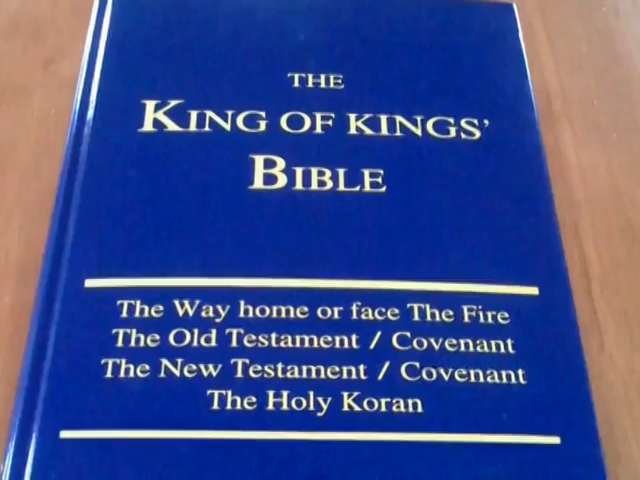 THE
KING OF KINGS'
BIBLE
The Way home or face The Fire
The Old Testament / Covenant
The New Testament / Covenant
The Holy Koran